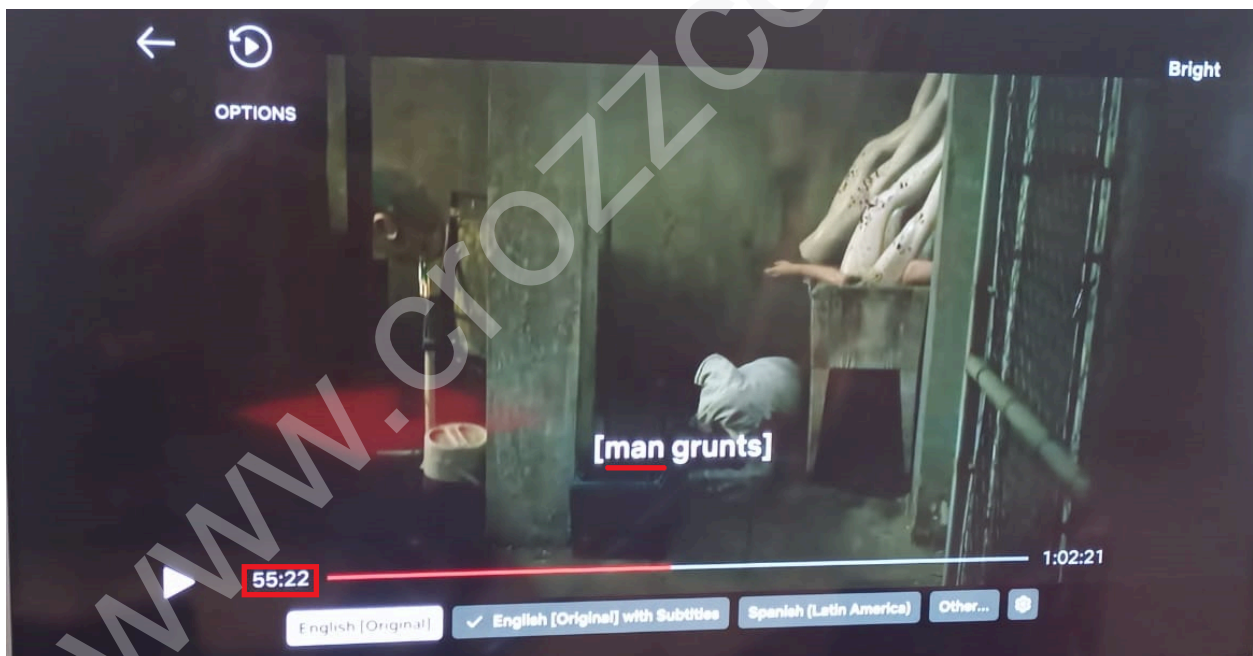 Bright
OPTIONS
[man grunts]
55:22
1:02:21
English [Original]
✓ English [Original] with Subtitles
Spanish (Latin America)
Other...
www.crozzco